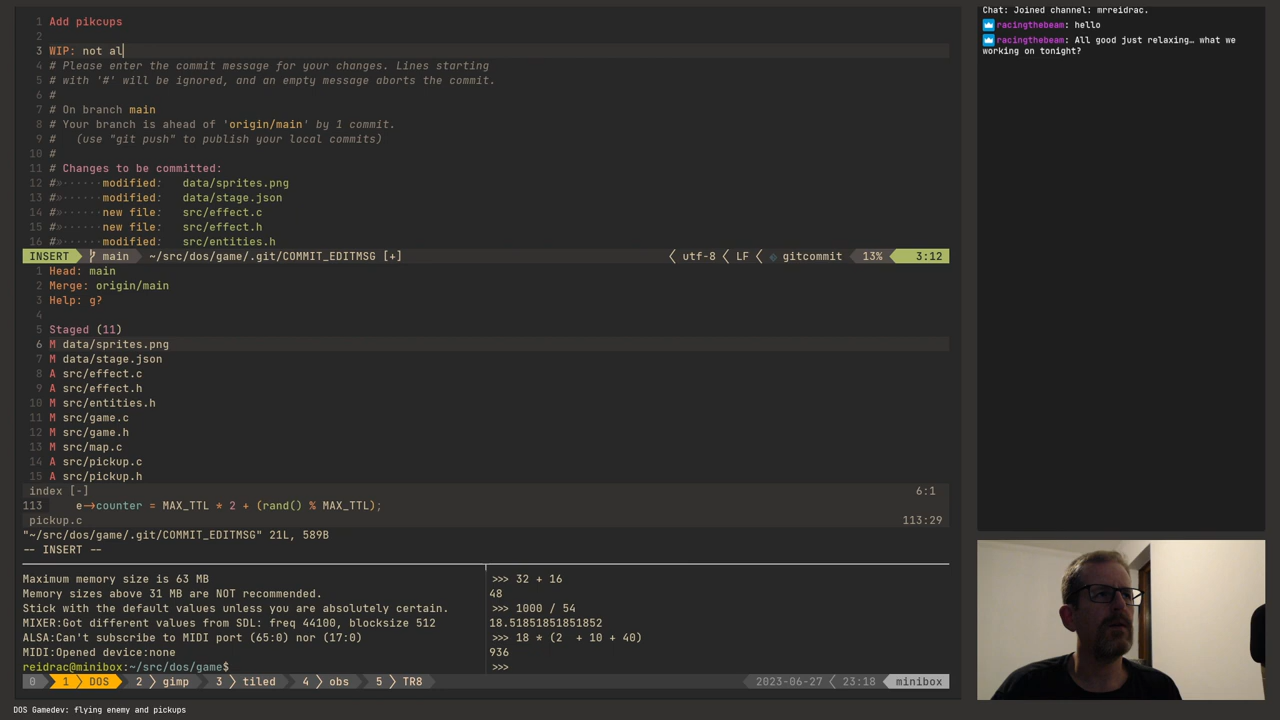 1 Add pikcups
2
3 WIP: not al
4 # Please enter the commit message for your changes. Lines starting
5 # with '#' will be ignored, and an empty message aborts the commit.
6 #
7 # On branch main
8 # Your branch is ahead of 'origin/main' by 1 commit.
9 #   (use "git push" to publish your local commits)
10 #
11 # Changes to be committed:
12 #»······modified:   data/sprites.png
13 #»······modified:   data/stage.json
14 #»······new file:   src/effect.c
15 #»······new file:   src/effect.h
16 #»······modified:   src/entities.h
INSERT main ~/src/dos/game/.git/COMMIT_EDITMSG [+] utf-8 LF gitcommit 13% 3:12
1 Head: main
2 Merge: origin/main
3 Help: g?
4
5 Staged (11)
6 M data/sprites.png
7 M data/stage.json
8 A src/effect.c
9 A src/effect.h
10 M src/entities.h
11 M src/game.c
12 M src/game.h
13 M src/map.c
14 A src/pickup.c
15 A src/pickup.h
index [-] 6:1
113 e→counter = MAX_TTL * 2 + (rand() % MAX_TTL);
pickup.c 113:29
"~/src/dos/game/.git/COMMIT_EDITMSG" 21L, 589B
-- INSERT --
Maximum memory size is 63 MB
Memory sizes above 31 MB are NOT recommended.
Stick with the default values unless you are absolutely certain.
MIXER:Got different values from SDL: freq 44100, blocksize 512
ALSA:Can't subscribe to MIDI port (65:0) nor (17:0)
MIDI:Opened device:none
reidrac@minibox:~/src/dos/game$
>>> 32 + 16
48
>>> 1000 / 54
18.51851851851852
>>> 18 * (2  + 10 + 40)
936
>>>
0 1 DOS 2 gimp 3 tiled 4 obs 5 TR8 2023-06-27 23:18 minibox
DOS Gamedev: flying enemy and pickups
Chat: Joined channel: mrreidrac.
racingthebeam: hello
racingthebeam: All good just relaxing… what we
working on tonight?